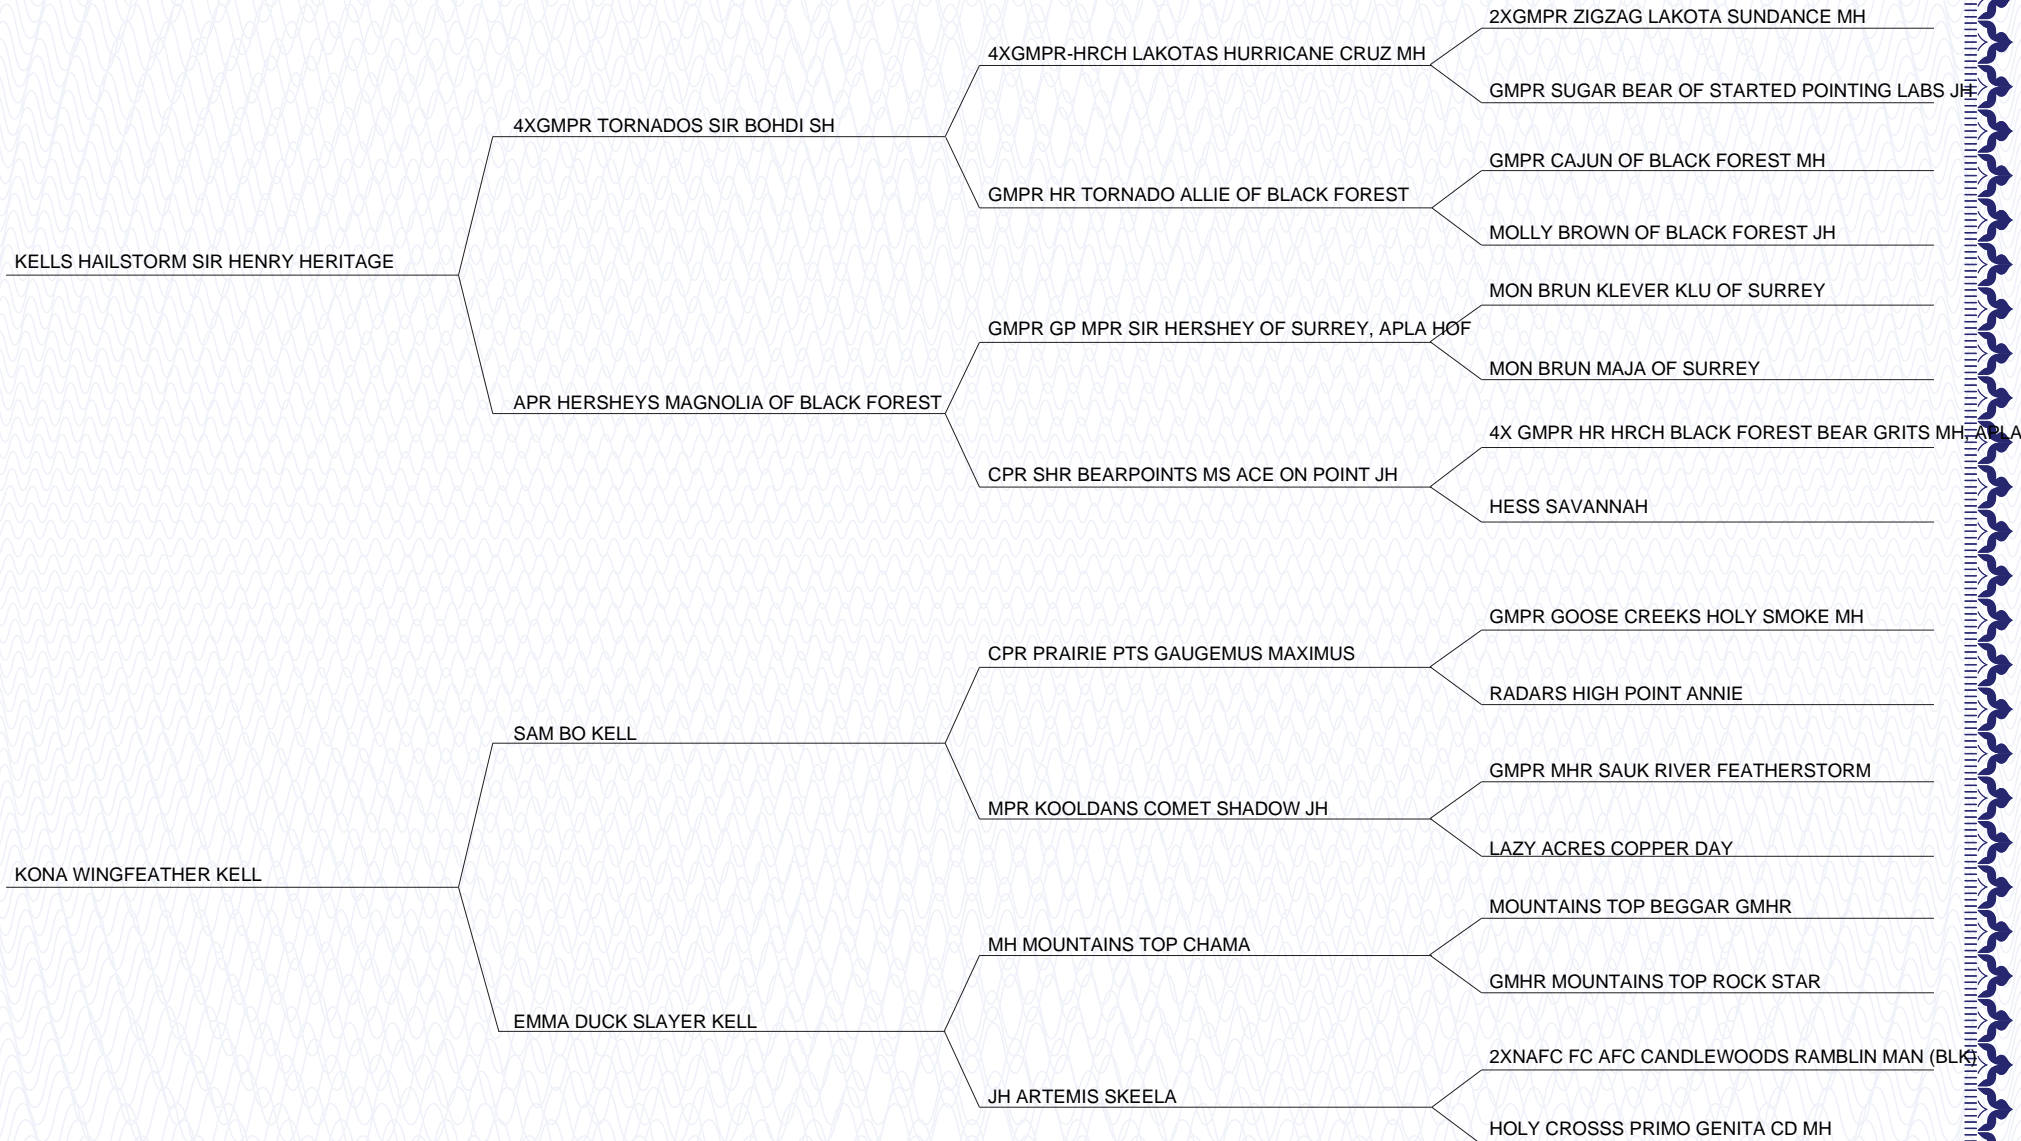 2XGMPR ZIGZAG LAKOTA SUNDANCE MH
4XGMPR-HRCH LAKOTAS HURRICANE CRUZ MH
GMPR SUGAR BEAR OF STARTED POINTING LABS JH
4XGMPR TORNADOS SIR BOHDI SH
GMPR CAJUN OF BLACK FOREST MH
GMPR HR TORNADO ALLIE OF BLACK FOREST
MOLLY BROWN OF BLACK FOREST JH
KELLS HAILSTORM SIR HENRY HERITAGE
MON BRUN KLEVER KLU OF SURREY
GMPR GP MPR SIR HERSHEY OF SURREY, APLA HOF
MON BRUN MAJA OF SURREY
APR HERSHEYS MAGNOLIA OF BLACK FOREST
4X GMPR HR HRCH BLACK FOREST BEAR GRITS MH, APLA
CPR SHR BEARPOINTS MS ACE ON POINT JH
HESS SAVANNAH
GMPR GOOSE CREEKS HOLY SMOKE MH
CPR PRAIRIE PTS GAUGEMUS MAXIMUS
RADARS HIGH POINT ANNIE
SAM BO KELL
GMPR MHR SAUK RIVER FEATHERSTORM
MPR KOOLDANS COMET SHADOW JH
LAZY ACRES COPPER DAY
KONA WINGFEATHER KELL
MOUNTAINS TOP BEGGAR GMHR
MH MOUNTAINS TOP CHAMA
GMHR MOUNTAINS TOP ROCK STAR
EMMA DUCK SLAYER KELL
2XNAFC FC AFC CANDLEWOODS RAMBLIN MAN (BLK)
JH ARTEMIS SKEELA
HOLY CROSSS PRIMO GENITA CD MH